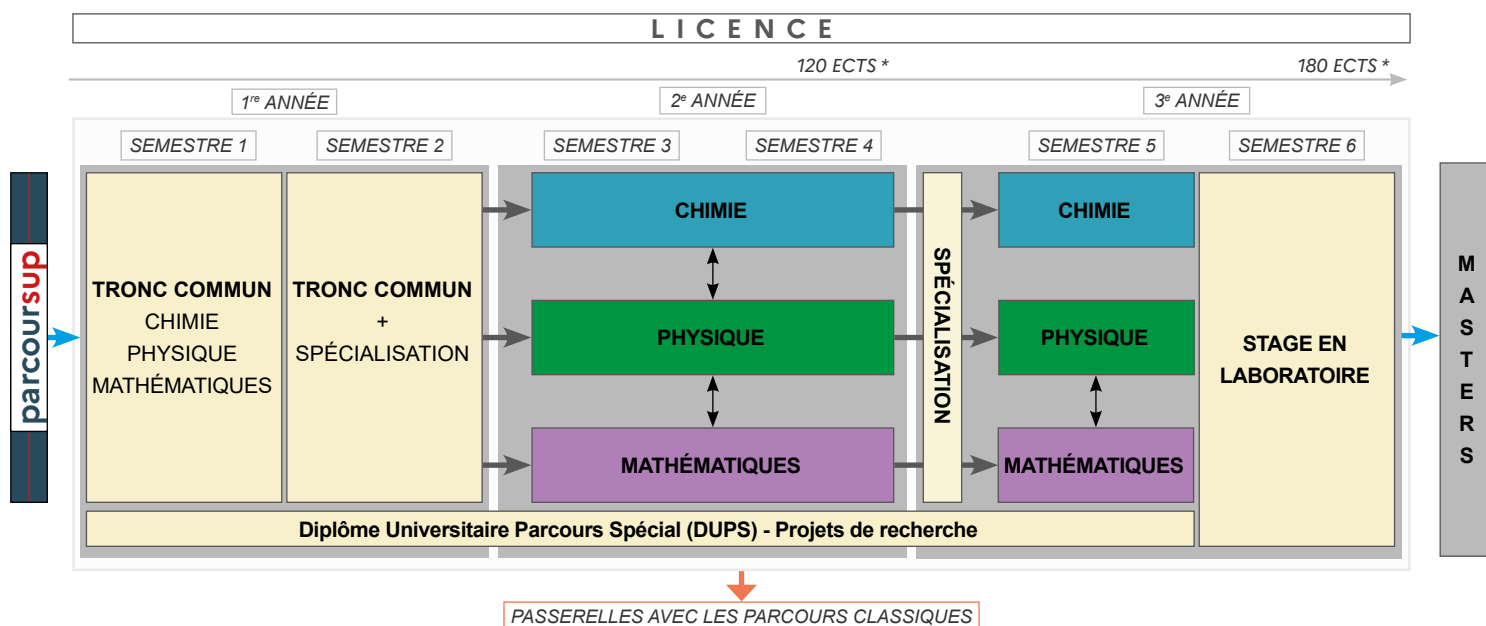 LICENCE
120 ECTS *
180 ECTS *
1re ANNÉE
2e ANNÉE
3e ANNÉE
SEMESTRE 1
SEMESTRE 2
SEMESTRE 3
SEMESTRE 4
SEMESTRE 5
SEMESTRE 6
parcoursup
TRONC COMMUN
CHIMIE
PHYSIQUE
MATHÉMATIQUES
TRONC COMMUN
+
SPÉCIALISATION
CHIMIE
PHYSIQUE
MATHÉMATIQUES
SPÉCIALISATION
CHIMIE
PHYSIQUE
MATHÉMATIQUES
STAGE EN
LABORATOIRE
MASTERS
Diplôme Universitaire Parcours Spécial (DUPS) - Projets de recherche
PASSERELLES AVEC LES PARCOURS CLASSIQUES